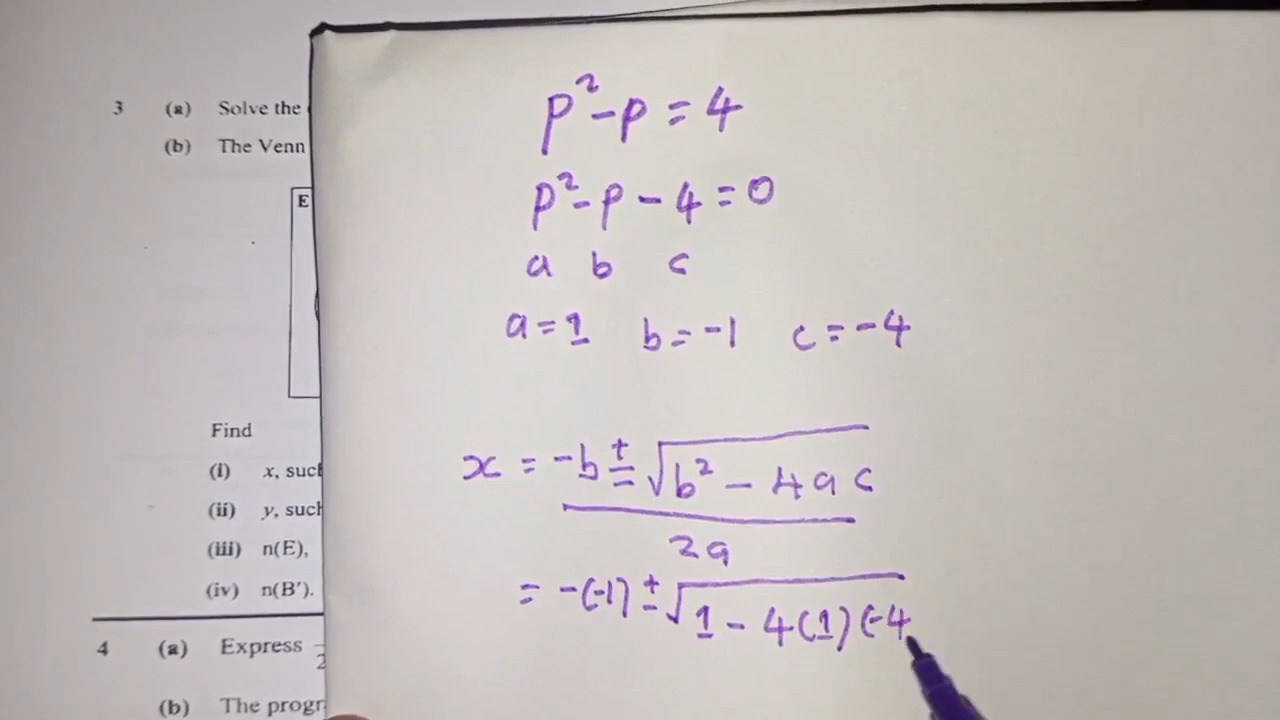 3 (a) Solve the
(b) The Venn
E
Find
(i) x, such
(ii) y, such
(iii) n(E),
(iv) n(B′).
4 (a) Express
2
(b) The
p² - p = 4
p² - p - 4 = 0
a b c
a = 1 b = -1 c = -4
x = -b ± √b² - 4ac
2a
= -(-1) ± √1 - 4(1)(-4